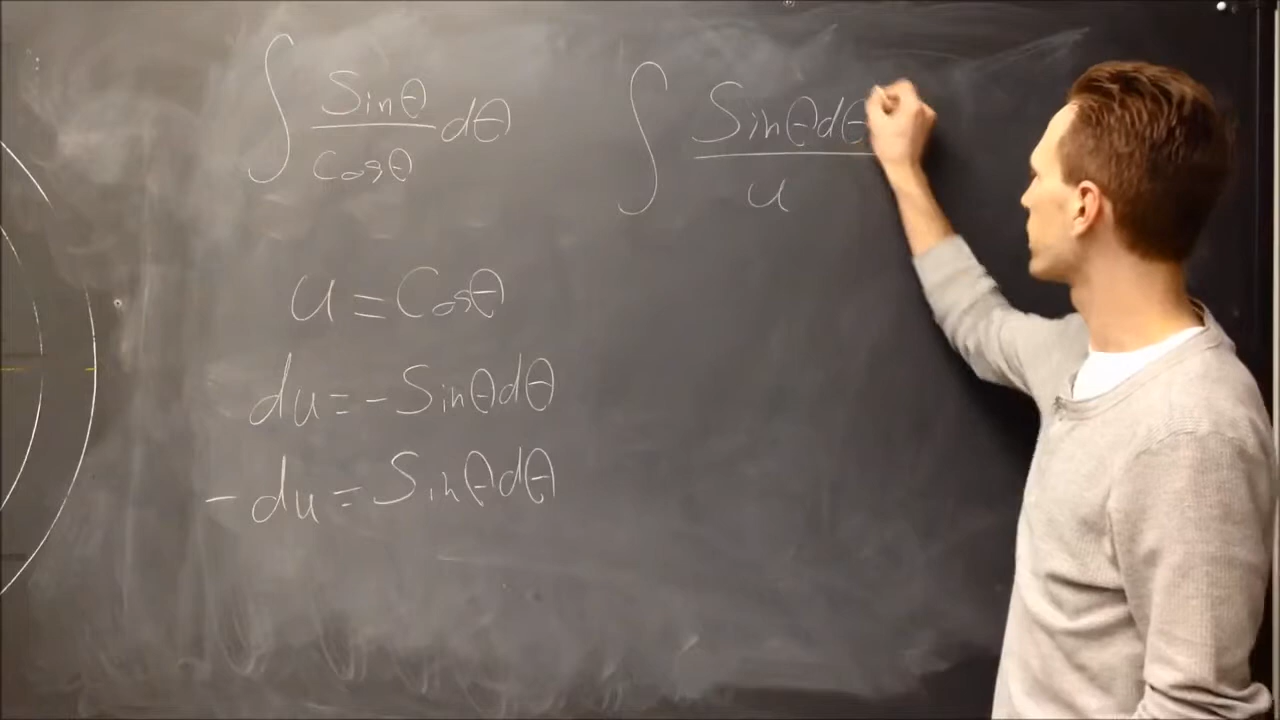 ∫ Sinθ/Cosθ dθ
∫ Sinθdθ/u
u = Cosθ
du = -Sinθdθ
-du = Sinθdθ